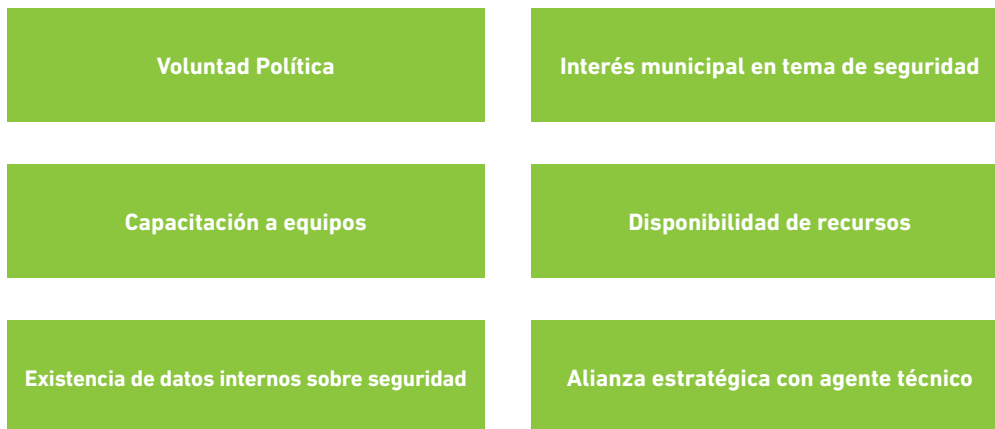 Voluntad Política
Interés municipal en tema de seguridad
Capacitación a equipos
Disponibilidad de recursos
Existencia de datos internos sobre seguridad
Alianza estratégica con agente técnico